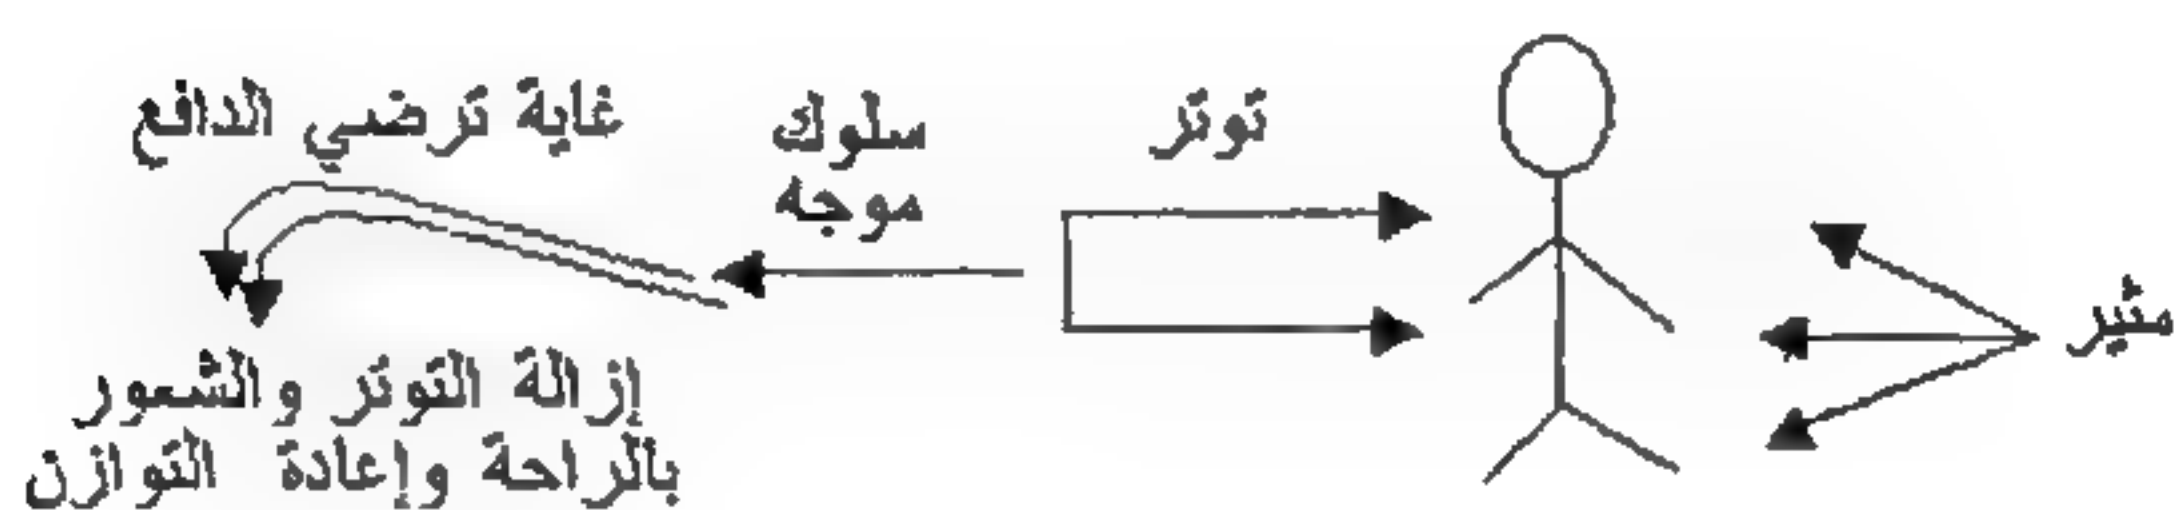 مثير
توتر
سلوك
موجه
غاية ترضي الدافع
إزالة التوتر والشعور
بالراحة وإعادة التوازن